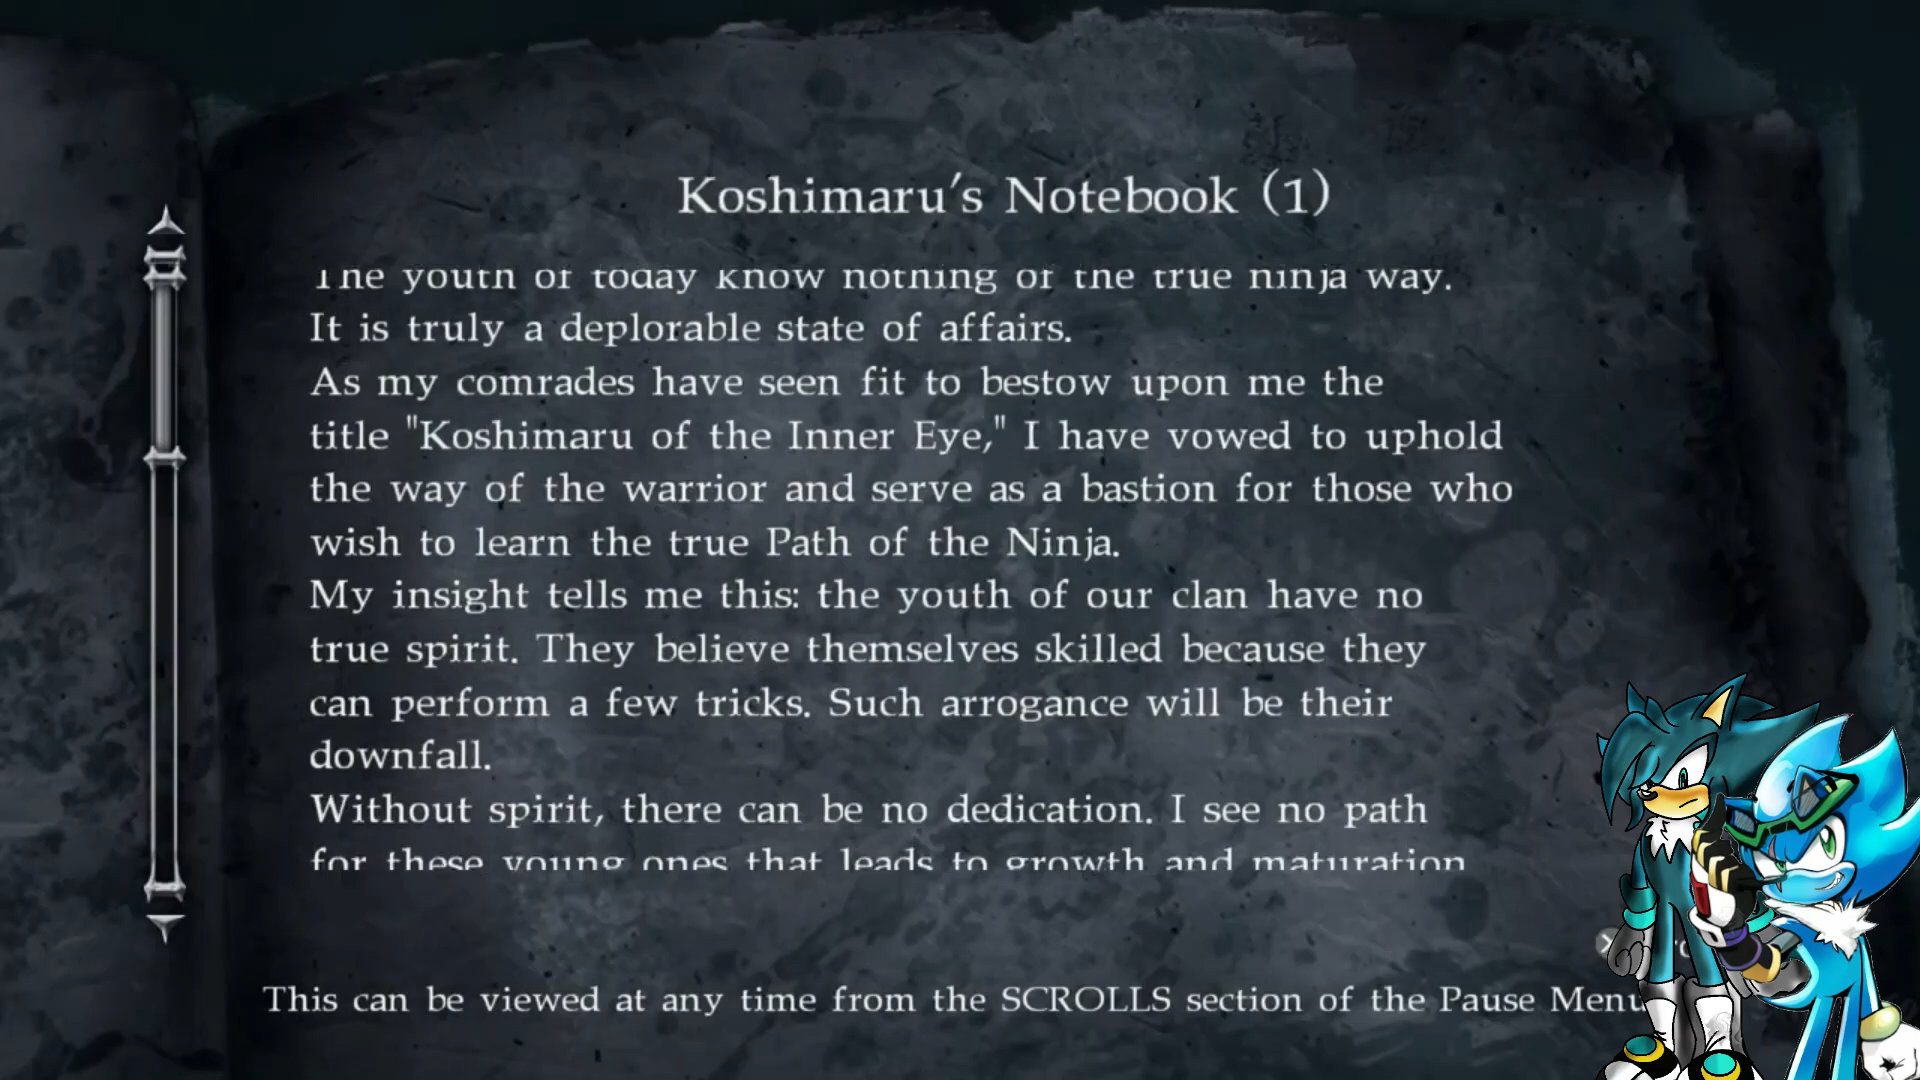 Koshimaru's Notebook (1)
The youth of today know nothing of the true ninja way.
It is truly a deplorable state of affairs.
As my comrades have seen fit to bestow upon me the
title "Koshimaru of the Inner Eye," I have vowed to uphold
the way of the warrior and serve as a bastion for those who
wish to learn the true Path of the Ninja.
My insight tells me this: the youth of our clan have no
true spirit. They believe themselves skilled because they
can perform a few tricks. Such arrogance will be their
downfall.
Without spirit, there can be no dedication. I see no path
for these young ones that leads to growth and maturation
This can be viewed at any time from the SCROLLS section of the Pause Menu